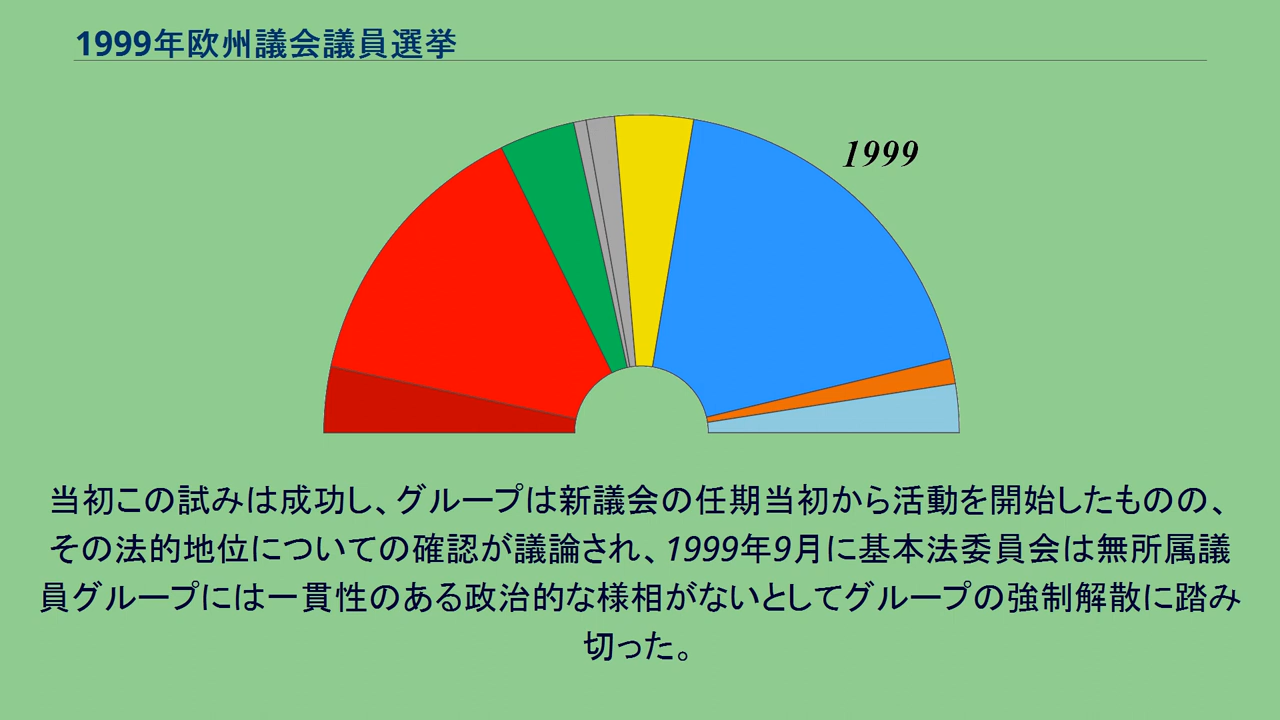 1999年欧州議会議員選挙
1999
当初この試みは成功し、グループは新議会の任期当初から活動を開始したものの、
その法的地位についての確認が議論され、1999年9月に基本法委員会は無所属議
員グループには一貫性のある政治的な様相がないとしてグループの強制解散に踏み
切った。